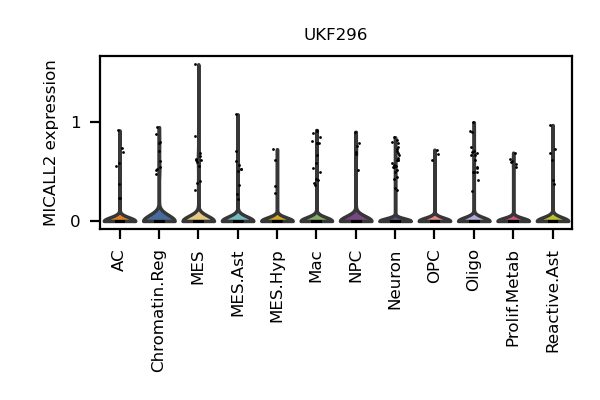 UKF296
MICALL2 expression
1
0
AC
Chromatin.Reg
MES
MES.Ast
MES.Hyp
Mac
NPC
Neuron
OPC
Oligo
Prolif.Metab
Reactive.Ast